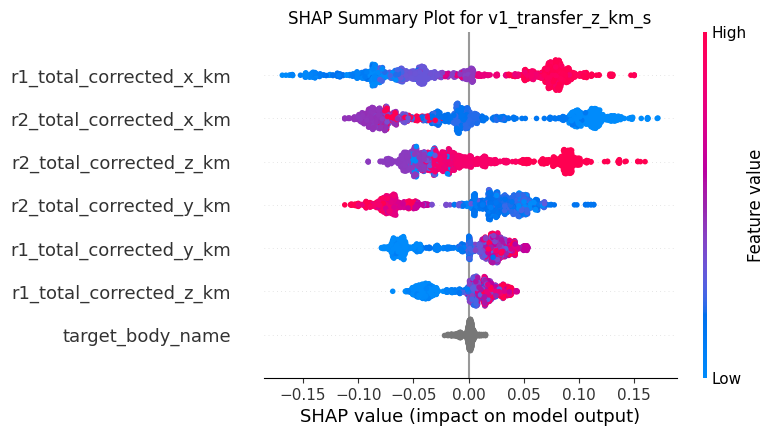 SHAP Summary Plot for v1_transfer_z_km_s
High
r1_total_corrected_x_km
r2_total_corrected_x_km
r2_total_corrected_z_km
r2_total_corrected_y_km
r1_total_corrected_y_km
r1_total_corrected_z_km
target_body_name
Feature value
Low
−0.15 −0.10 −0.05 0.00 0.05 0.10 0.15
SHAP value (impact on model output)